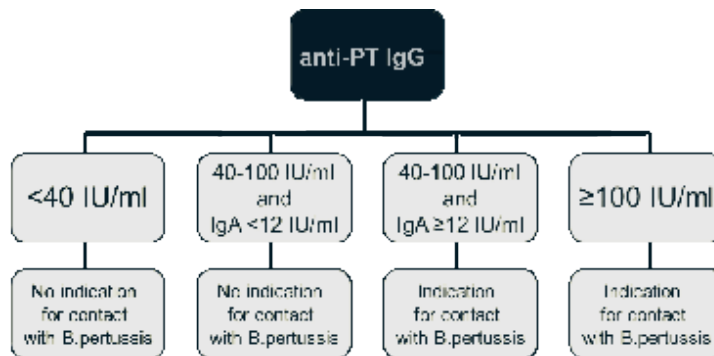 anti-PT IgG
<40 IU/ml
40-100 IU/ml
and
IgA <12 IU/ml
40-100 IU/ml
and
IgA ≥12 IU/ml
≥100 IU/ml
No indication
for contact
with B.pertussis
No indication
for contact
with B.pertussis
Indication
for contact
with B.pertussis
Indication
for contact
with B.pertussis